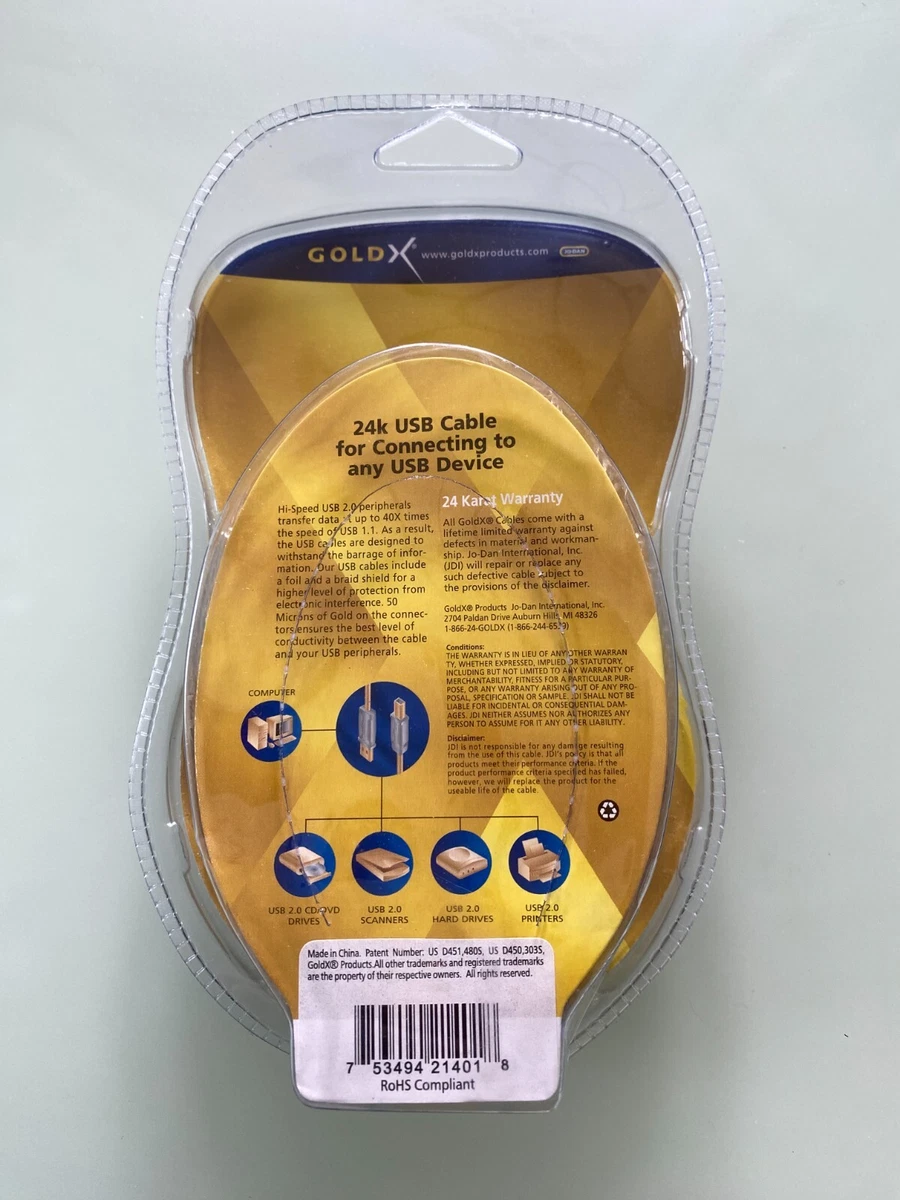 GOLDX® www.goldxproducts.com JO-DAN
24k USB Cable
for Connecting to
any USB Device
Hi-Speed USB 2.0 peripherals
transfer data at up to 40X times
the speed of USB 1.1. As a result,
the USB cables are designed to
withstand the barrage of infor-
mation. Our USB cables include
a foil and a braid shield for a
higher level of protection from
electronic interference. 50
Microns of Gold on the connec-
tors ensures the best level of
conductivity between the cable
and your USB peripherals.
24 Karat Warranty
All GoldX® Cables come with a
lifetime limited warranty against
defects in material and workman-
ship. Jo-Dan International, Inc.
(JDI) will repair or replace any
such defective cable subject to
the provisions of the disclaimer.
GoldX® Products Jo-Dan International, Inc.
2704 Paldan Drive Auburn Hills, MI 48326
1-866-24-GOLDX (1-866-244-6539)
Conditions:
THE WARRANTY IS IN LIEU OF ANY OTHER WARRAN
TY, WHETHER EXPRESSED, IMPLIED OR STATUTORY,
INCLUDING BUT NOT LIMITED TO ANY WARRANTY OF
MERCHANTABILITY, FITNESS FOR A PARTICULAR PUR-
POSE, OR ANY WARRANTY ARISING OUT OF ANY PRO-
POSAL, SPECIFICATION OR SAMPLE. JDI SHALL NOT BE
LIABLE FOR INCIDENTAL OR CONSEQUENTIAL DAM-
AGES. JDI NEITHER ASSUMES NOR AUTHORIZES ANY
PERSON TO ASSUME FOR IT ANY OTHER LIABILITY.
Disclaimer:
JDI is not responsible for any damage resulting
from the use of this cable. JDI's policy is that all
products meet their performance criteria. If the
product performance criteria specified has failed,
however, we will replace the product for the
useable life of the cable.
COMPUTER
USB 2.0 CD/DVD
DRIVES
USB 2.0
SCANNERS
USB 2.0
HARD DRIVES
USB 2.0
PRINTERS
Made in China. Patent Number: US D451,480S, US D450,303S,
GoldX® Products.All other trademarks and registered trademarks
are the property of their respective owners. All rights reserved.
7 53494 21401 8
RoHS Compliant